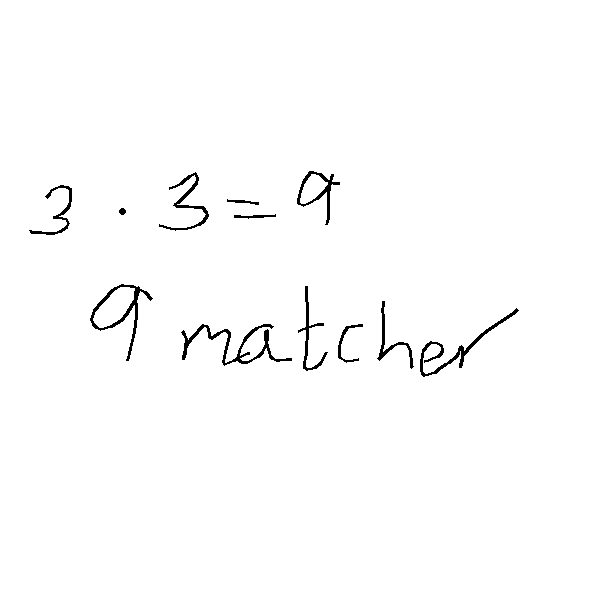 3 · 3 = 9
9 matcher